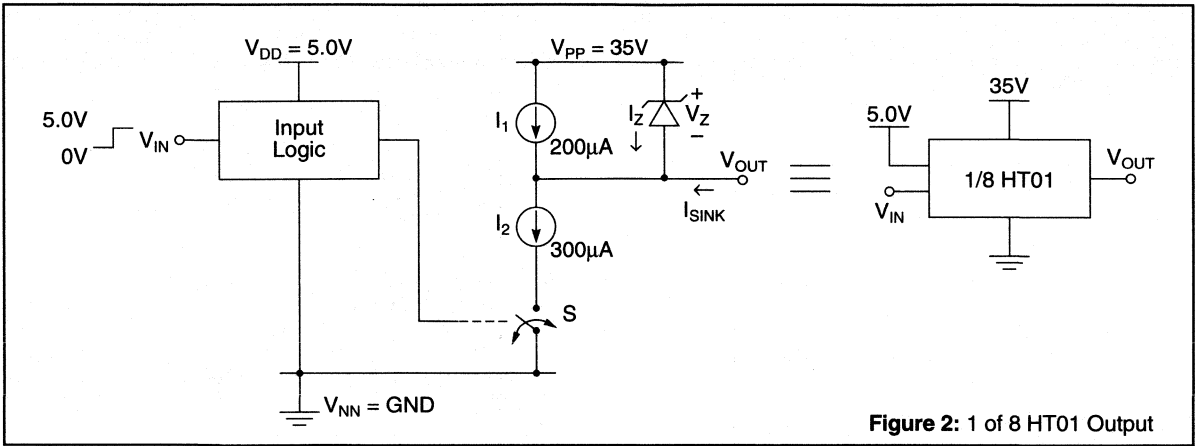 V_DD = 5.0V
V_PP = 35V
35V
5.0V
5.0V
0V
V_IN
Input
Logic
I_1
200µA
I_Z
+
V_Z
–
V_OUT
I_SINK
1/8 HT01
V_OUT
V_IN
I_2
300µA
S
V_NN = GND
Figure 2: 1 of 8 HT01 Output